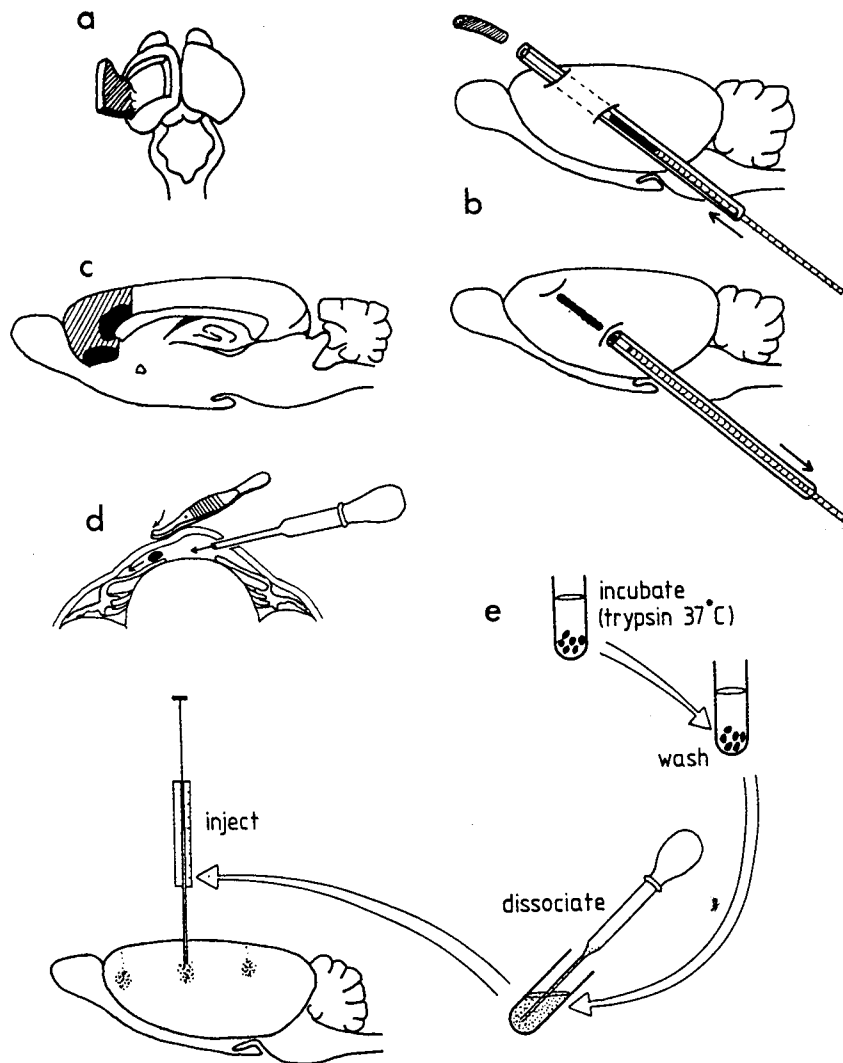 a
b
c
d
e
incubate
(trypsin 37°C)
wash
dissociate
inject